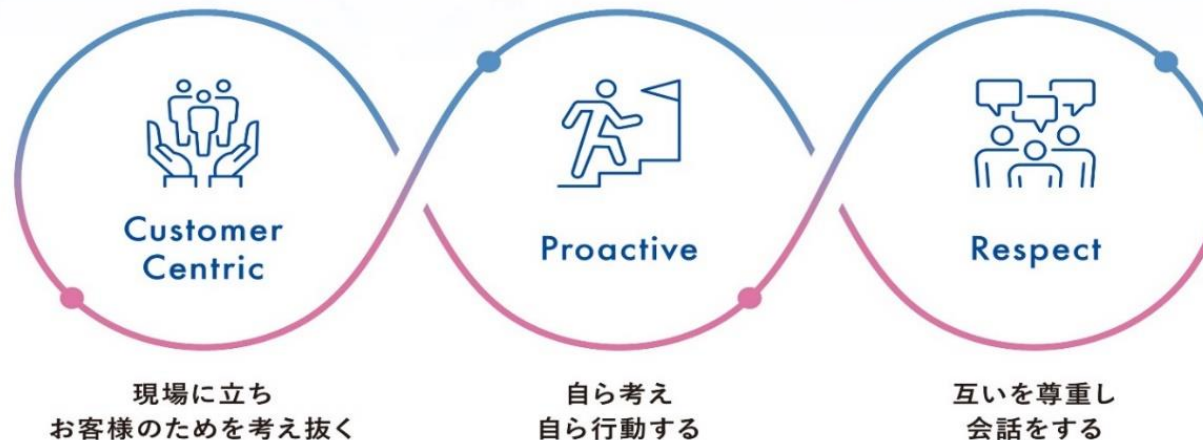 Customer
Centric
現場に立ち
お客様のためを考え抜く
Proactive
自ら考え
自ら行動する
Respect
互いを尊重し
会話をする